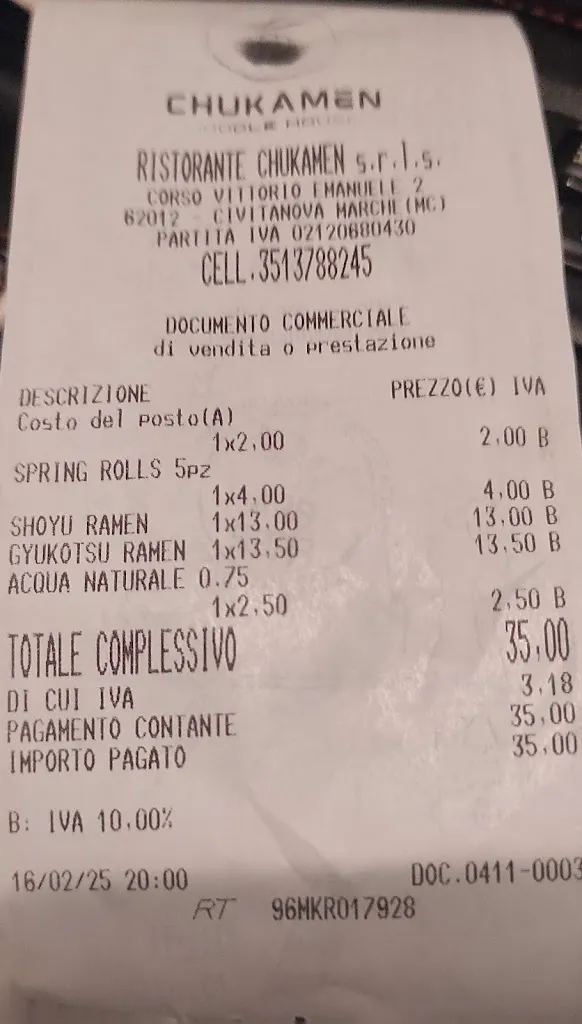 CHUKAMEN
NOODLE HOUSE
RISTORANTE CHUKAMEN s.r.l.s.
CORSO VITTORIO EMANUELE 2
62012 - CIVITANOVA MARCHE(MC)
PARTITA IVA 02120680430
CELL.3513788245
DOCUMENTO COMMERCIALE
di vendita o prestazione
DESCRIZIONE PREZZO(€) IVA
Costo del posto(A)
1x2,00 2,00 B
SPRING ROLLS 5pz
1x4,00 4,00 B
SHOYU RAMEN 1x13,00 13,00 B
GYUKOTSU RAMEN 1x13,50 13,50 B
ACQUA NATURALE 0.75
1x2,50 2,50 B
TOTALE COMPLESSIVO 35,00
DI CUI IVA 3,18
PAGAMENTO CONTANTE 35,00
IMPORTO PAGATO 35,00
B: IVA 10,00%
16/02/25 20:00 DOC.0411-0003
RT 96MKR017928